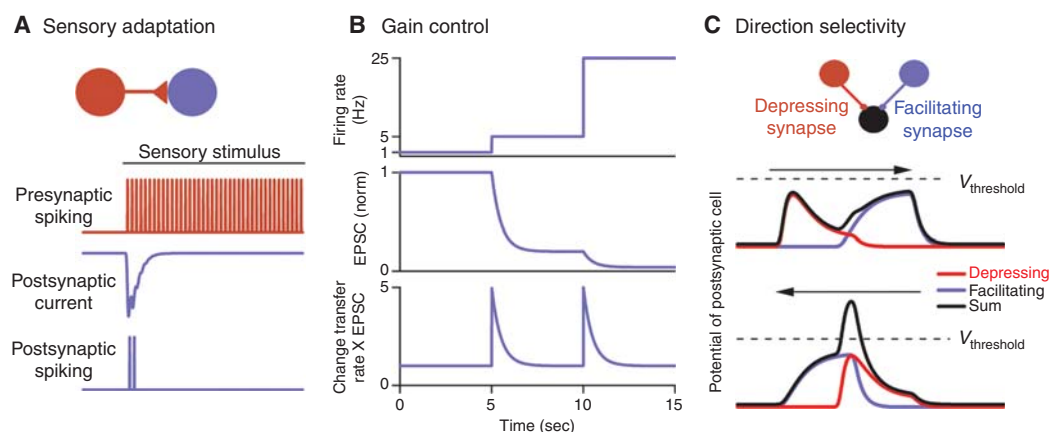 A Sensory adaptation
Sensory stimulus
Presynaptic
spiking
Postsynaptic
current
Postsynaptic
spiking
B Gain control
Firing rate
(Hz)
25
5
1
EPSC (norm)
1
0
Change transfer
rate X EPSC
5
0
5
0
5
10
15
Time (sec)
C Direction selectivity
Depressing
synapse
Facilitating
synapse
Potential of postsynaptic cell
Vthreshold
Depressing
Facilitating
Sum
Vthreshold